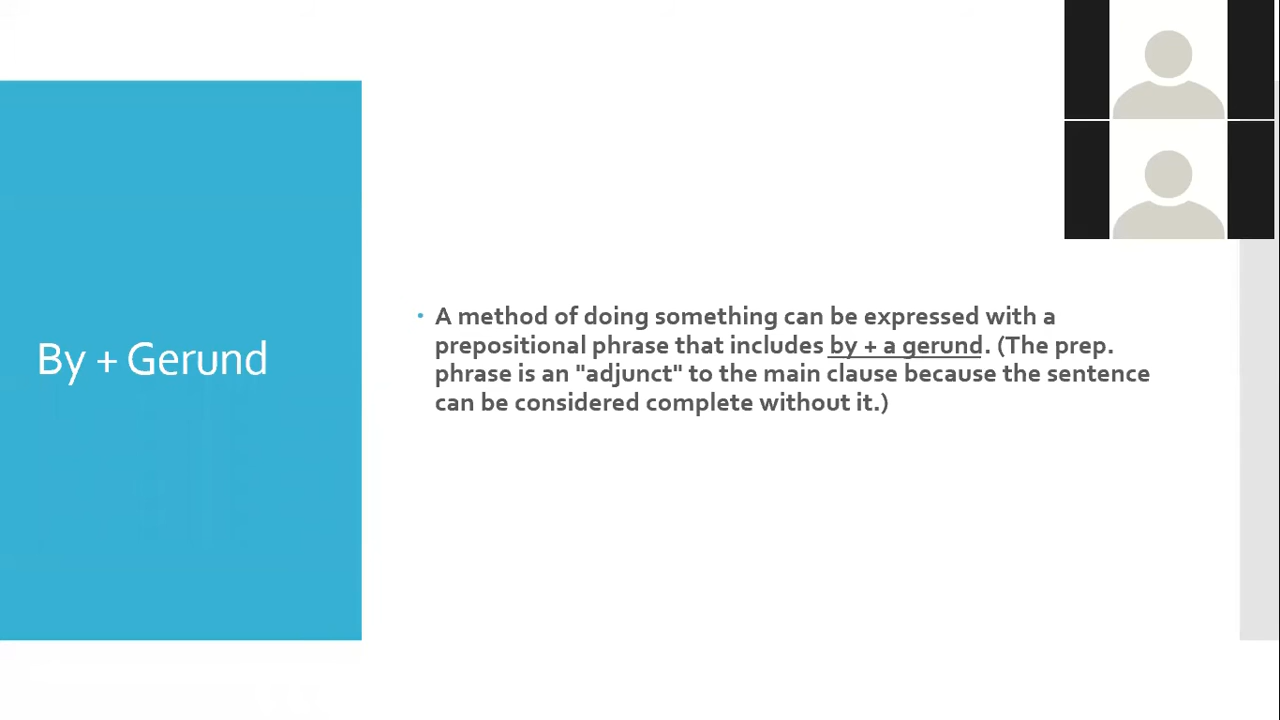 By + Gerund
• A method of doing something can be expressed with a
prepositional phrase that includes by + a gerund. (The prep.
phrase is an "adjunct" to the main clause because the sentence
can be considered complete without it.)